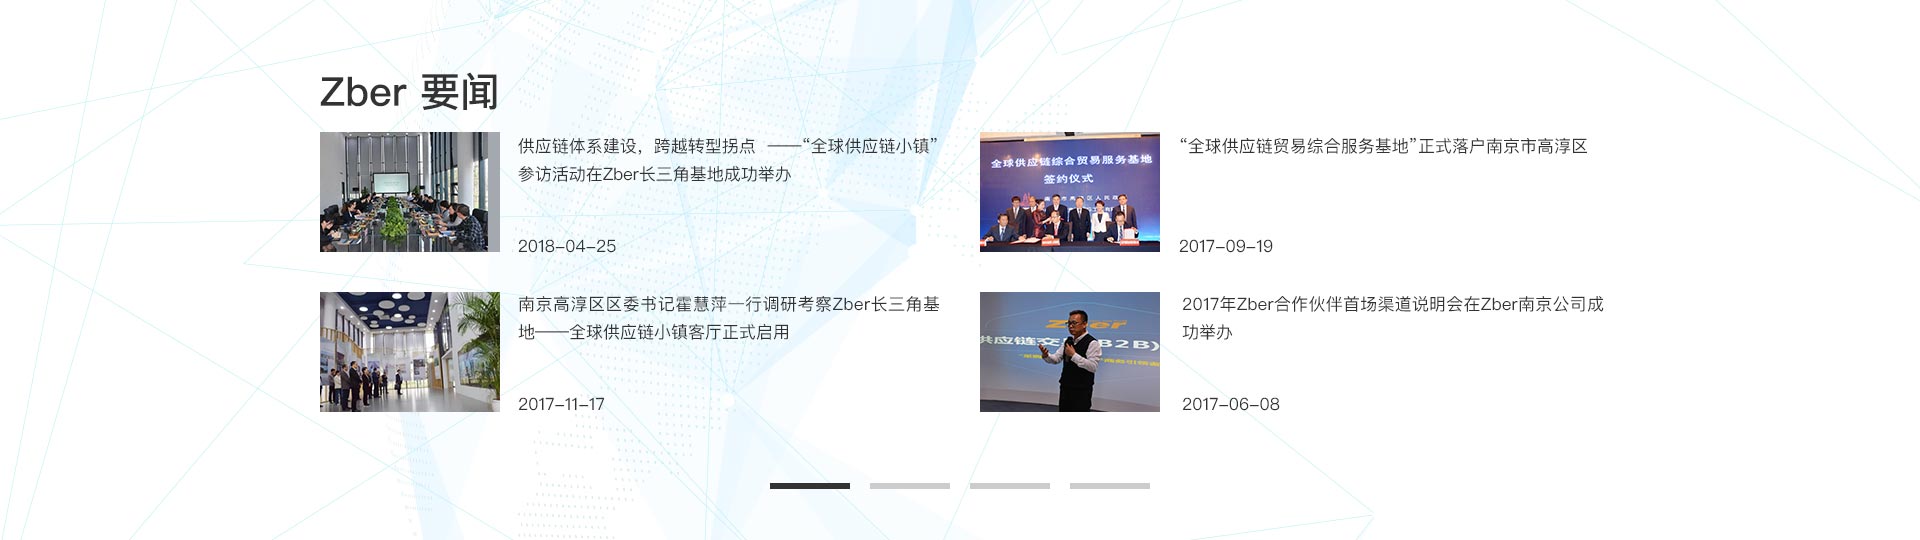 Zber 要闻
供应链体系建设，跨越转型拐点 ——“全球供应链小镇”
参访活动在Zber长三角基地成功举办
2018-04-25
全球供应链综合贸易服务基地
签约仪式
“全球供应链贸易综合服务基地”正式落户南京市高淳区
2017-09-19
南京高淳区区委书记霍慧萍一行调研考察Zber长三角基
地——全球供应链小镇客厅正式启用
2017-11-17
Zber
供应链交
B2B)
2017年Zber合作伙伴首场渠道说明会在Zber南京公司成
功举办
2017-06-08